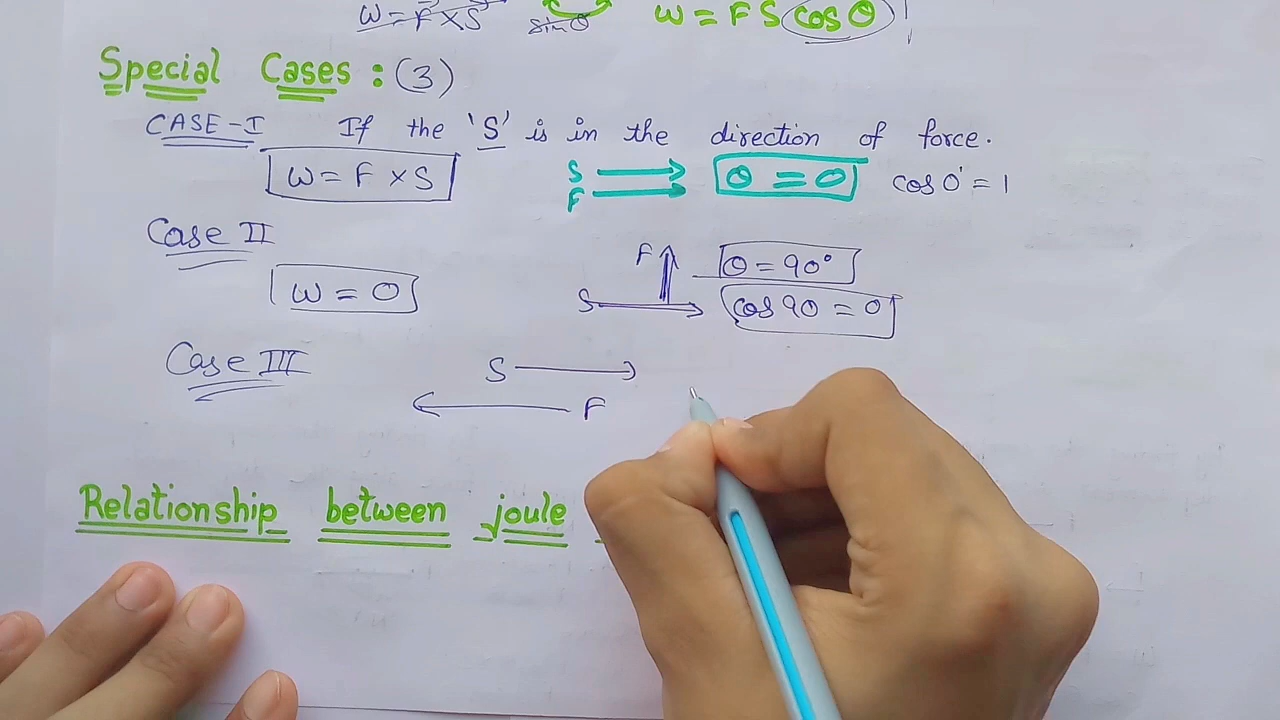 W = F × S sinθ W = F S cos θ
Special Cases : (3)
CASE-I If the 'S' is in the direction of force.
W = F × S S F θ = 0 cos 0° = 1
Case II
F θ = 90°
W = 0 S cos 90 = 0
Case III S
F
Relationship between joule